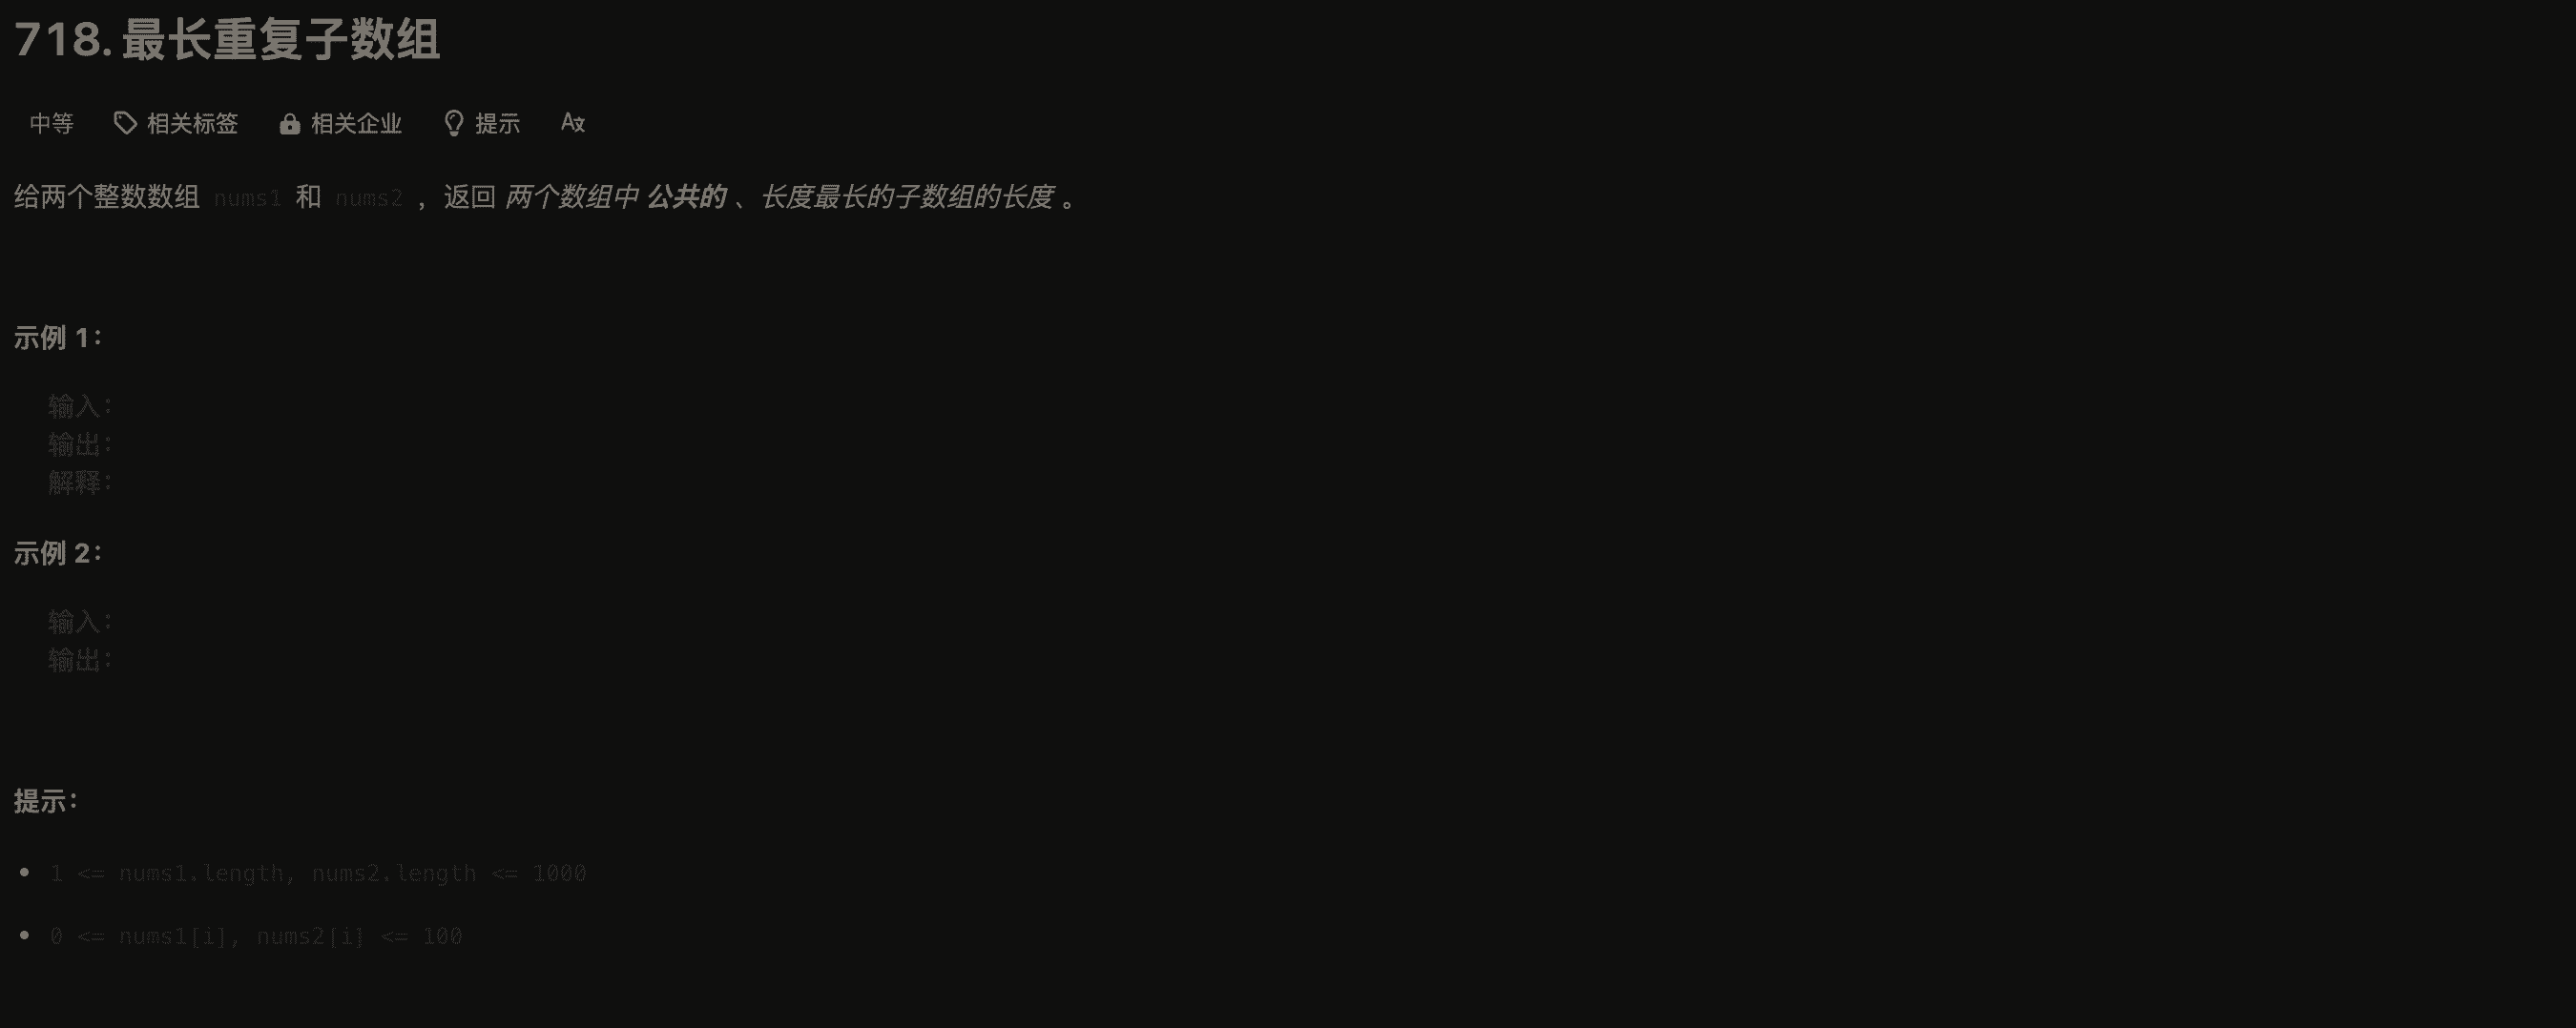 718. 最长重复子数组
中等 相关标签 相关企业 提示
给两个整数数组 nums1 和 nums2 ，返回 两个数组中 公共的 、长度最长的子数组的长度 。
示例 1：
输入：
输出：
解释：
示例 2：
输入：
输出：
提示：
1 <= nums1.length, nums2.length <= 1000
0 <= nums1[i], nums2[i] <= 100